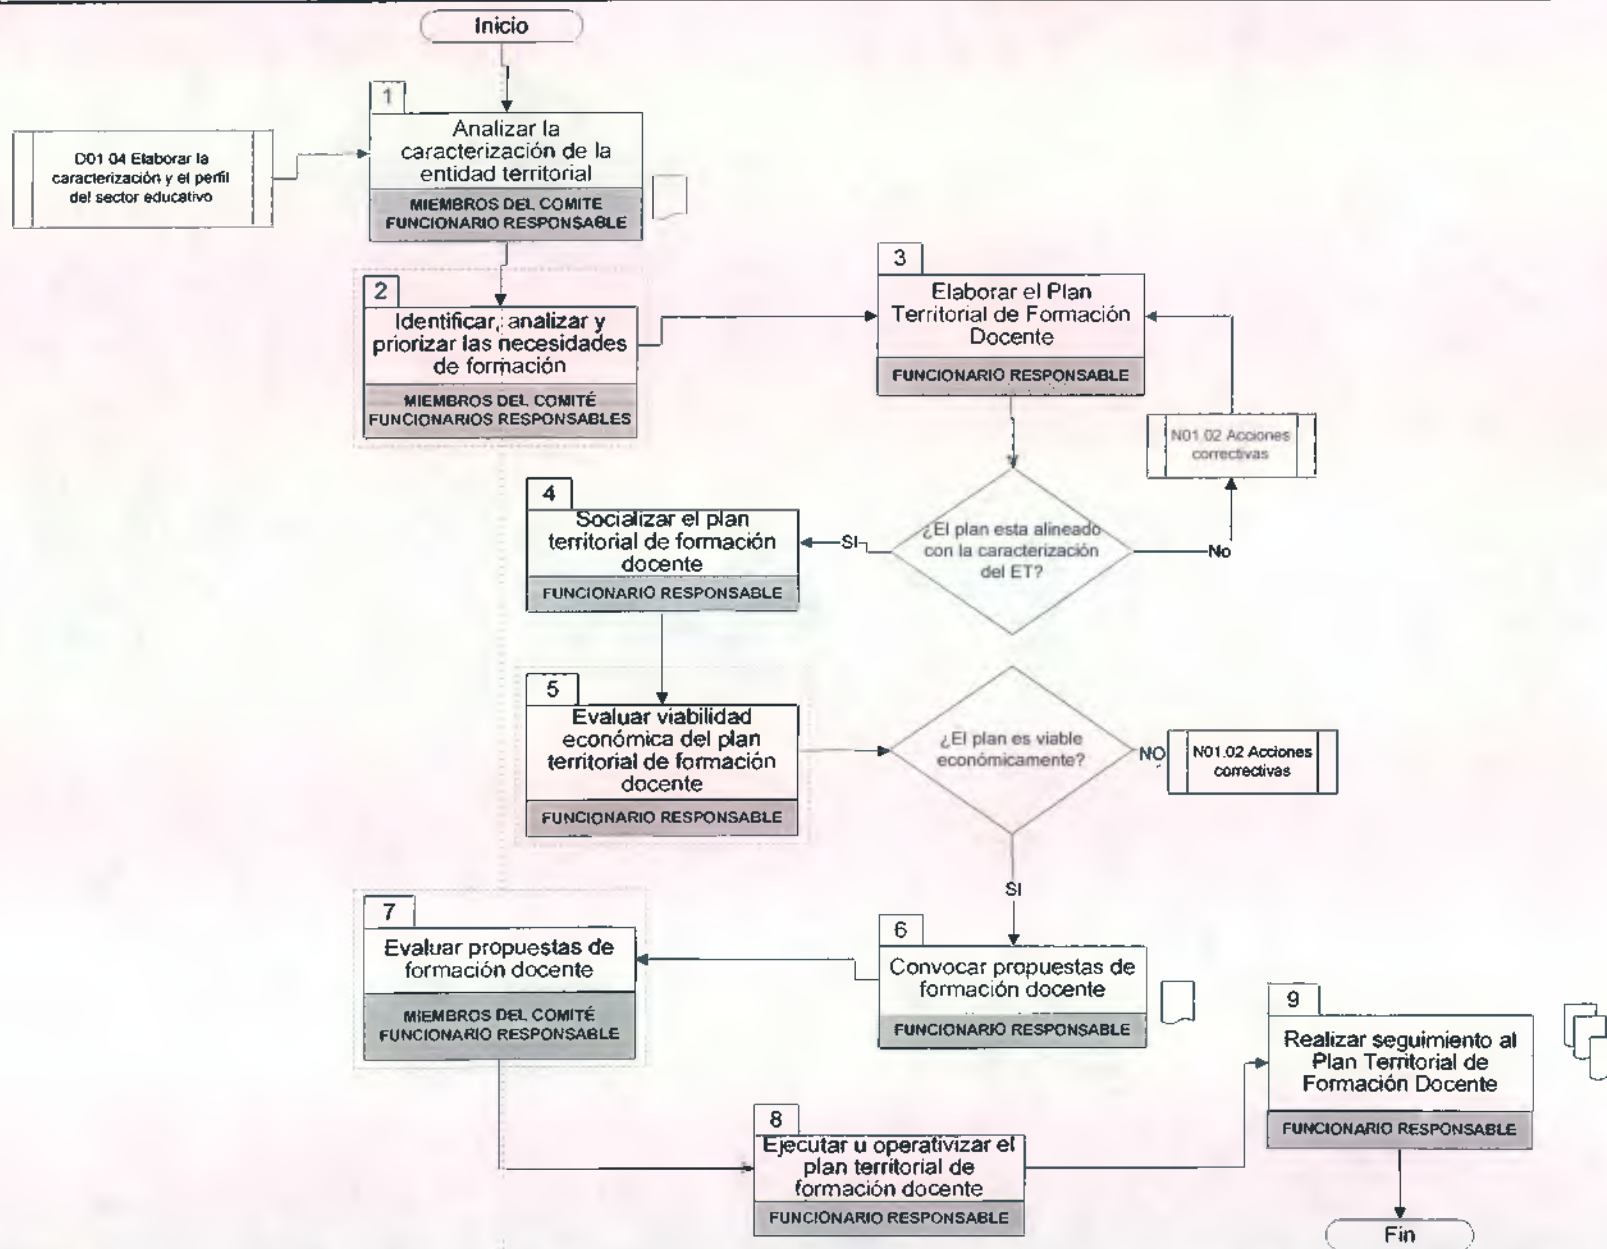 Inicio
1
Analizar la
caracterización de la
entidad territorial
MIEMBROS DEL COMITE
FUNCIONARIO RESPONSABLE
D01 04 Elaborar la
caracterización y el perfil
del sector educativo
2
Identificar, analizar y
priorizar las necesidades
de formación
MIEMBROS DEL COMITÉ
FUNCIONARIOS RESPONSABLES
3
Elaborar el Plan
Territorial de Formación
Docente
FUNCIONARIO RESPONSABLE
N01 02 Acciones
correctivas
¿El plan esta alineado
con la caracterización
del ET?
SI
No
4
Socializar el plan
territorial de formación
docente
FUNCIONARIO RESPONSABLE
5
Evaluar viabilidad
económica del plan
territorial de formación
docente
FUNCIONARIO RESPONSABLE
¿El plan es viable
económicamente?
NO
N01.02 Acciones
correctivas
SI
6
Convocar propuestas de
formación docente
FUNCIONARIO RESPONSABLE
7
Evaluar propuestas de
formación docente
MIEMBROS DEL COMITÉ
FUNCIONARIO RESPONSABLE
8
Ejecutar u operativizar el
plan territorial de
formación docente
FUNCIONARIO RESPONSABLE
9
Realizar seguimiento al
Plan Territorial de
Formación Docente
FUNCIONARIO RESPONSABLE
Fin